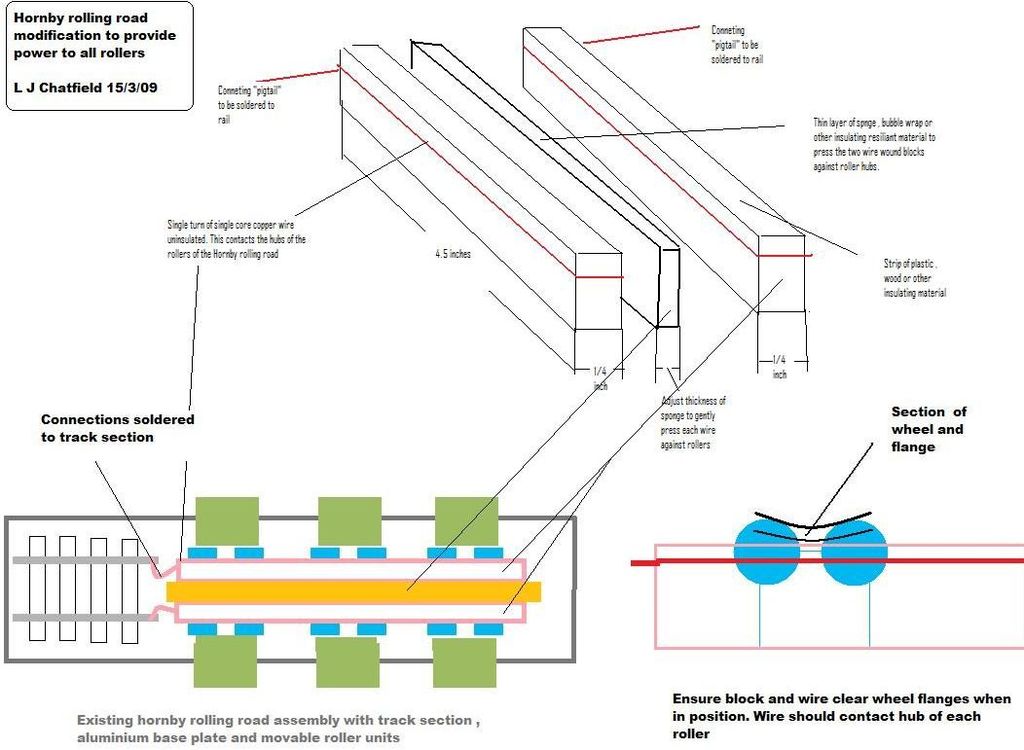 Hornby rolling road
modification to provide
power to all rollers
L J Chatfield 15/3/09
Conneting "pigtail"
to be soldered to
rail
Conneting
"pigtail" to be
soldered to rail
Thin layer of spnge , bubble wrap or
other insulating resiliant material to
press the two wire wound blocks
against roller hubs.
Single turn of single core copper wire
uninsulated. This contacts the hubs of the
rollers of the Hornby rolling road
4.5 inches
Strip of plastic ,
wood or other
insulating material
1/4
inch
1/4
inch
Adjust thickness of
sponge to gently
press each wire
against rollers
Connections soldered
to track section
Section of
wheel and
flange
Existing hornby rolling road assembly with track section ,
aluminium base plate and movable roller units
Ensure block and wire clear wheel flanges when
in position. Wire should contact hub of each
roller